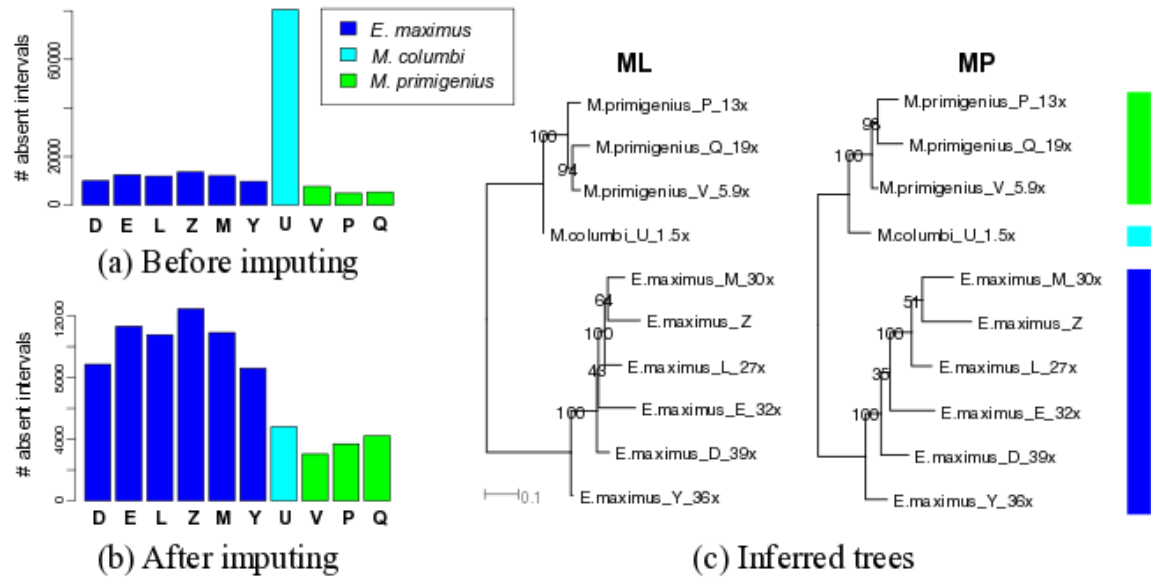 # absent intervals
0 20000 60000
D E L Z M Y U V P Q
(a) Before imputing
E. maximus
M. columbi
M. primigenius
# absent intervals
0 4000 8000 12000
D E L Z M Y U V P Q
(b) After imputing
ML
M.primigenius_P_13x
100
M.primigenius_Q_19x
94
M.primigenius_V_5.9x
M.columbi_U_1.5x
E.maximus_M_30x
64
E.maximus_Z
100
E.maximus_L_27x
43
E.maximus_E_32x
100
E.maximus_D_39x
E.maximus_Y_36x
0.1
MP
M.primigenius_P_13x
M.primigenius_Q_19x
100
M.primigenius_V_5.9x
M.columbi_U_1.5x
E.maximus_M_30x
51
E.maximus_Z
100
E.maximus_L_27x
35
E.maximus_E_32x
100
E.maximus_D_39x
E.maximus_Y_36x
(c) Inferred trees